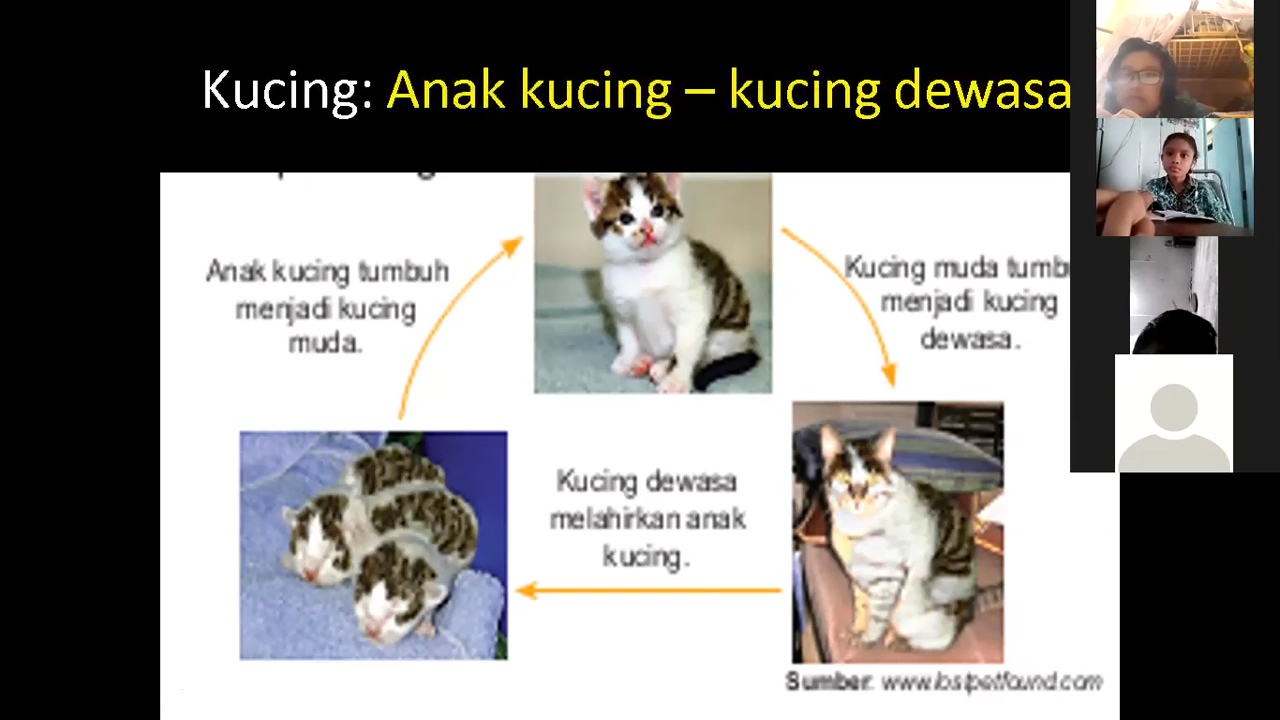 Kucing: Anak kucing – kucing dewasa
Anak kucing tumbuh
menjadi kucing
muda.
Kucing muda
menjadi kucing
dewasa.
Kucing dewasa
melahirkan anak
kucing.
Sumber: www.lostpetfound.com